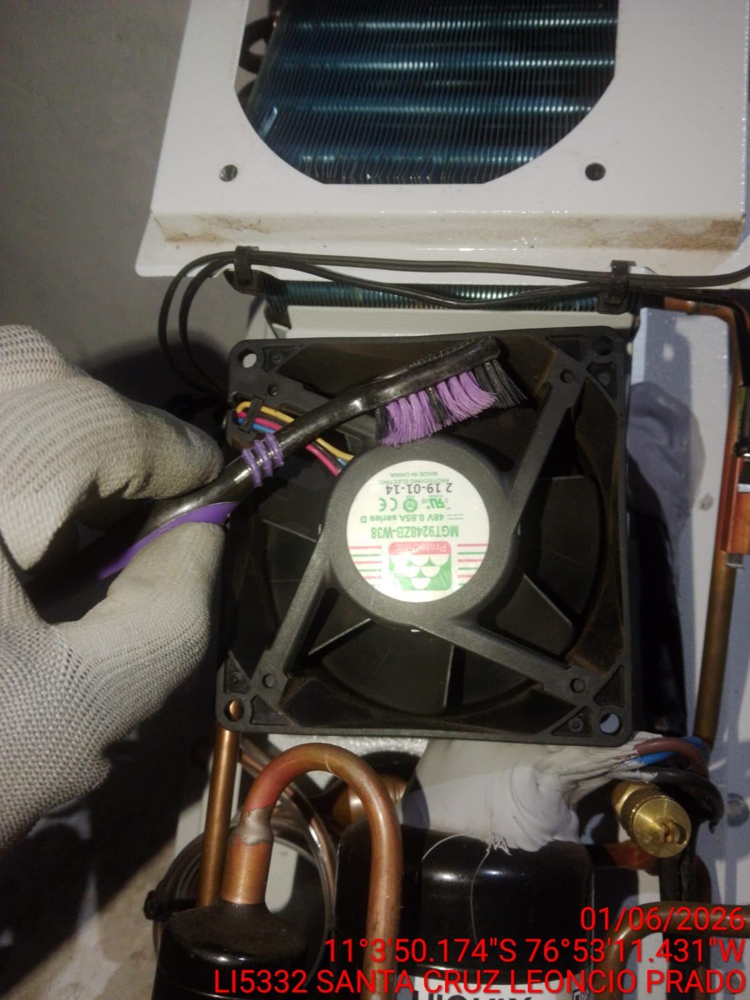 Protechnic
MGT9248ZB-W38
48V 0.65A series D
2 19-01-14
PROTECHNIC ELECTRIC
MADE IN CHINA
01/06/2026
11°3'50.174"S 76°53'11.431"W
LI5332 SANTA CRUZ LEONCIO PRADO